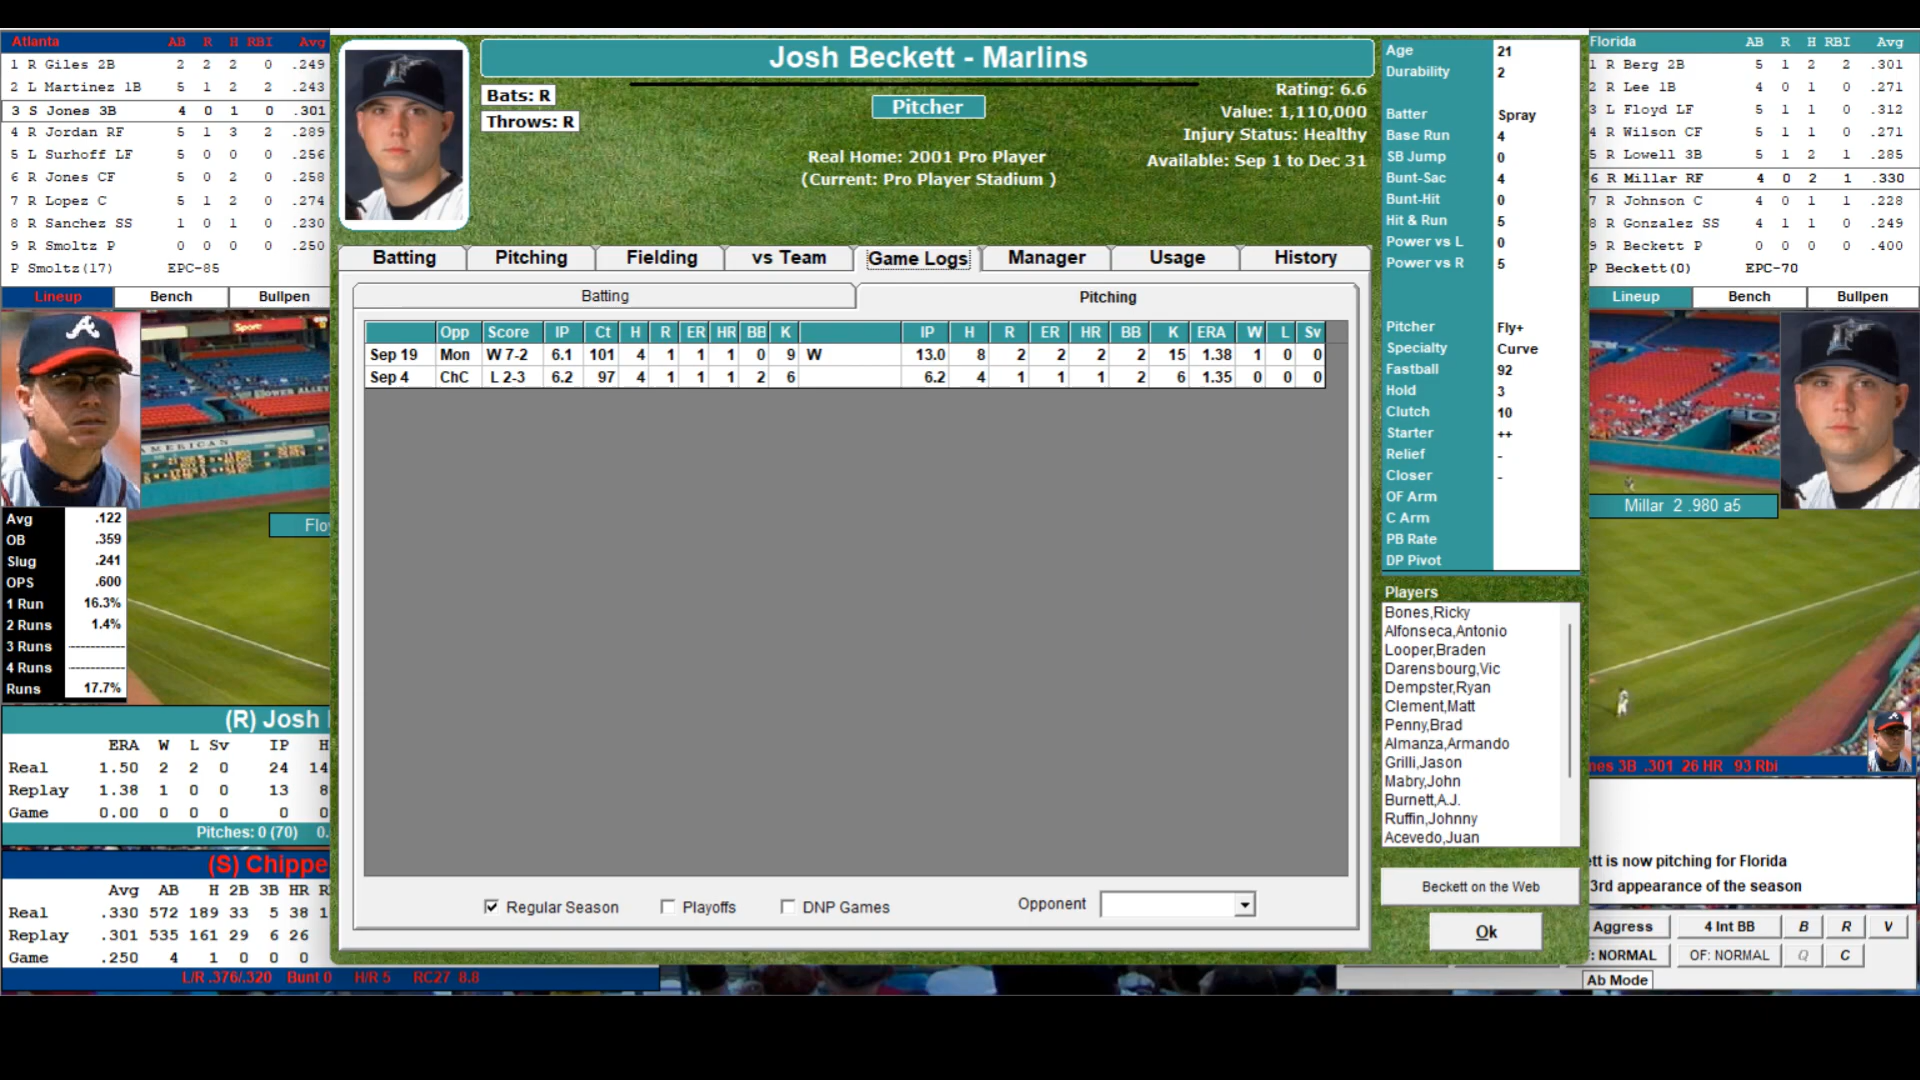 Atlanta AB R H RBI Avg
1 R Giles 2B 2 2 2 0 .249
2 L Martinez 1B 5 1 2 2 .243
3 S Jones 3B 4 0 1 0 .301
4 R Jordan RF 5 1 3 2 .289
5 L Surhoff LF 5 0 0 0 .256
6 R Jones CF 5 0 2 0 .258
7 R Lopez C 5 1 2 0 .274
8 R Sanchez SS 1 0 1 0 .230
9 R Smoltz P 0 0 0 0 .250
P Smoltz(17) EPC-85
Lineup Bench Bullpen
Avg .122
OB .359
Slug .241
OPS .600
1 Run 16.3%
2 Runs 1.4%
3 Runs -----------
4 Runs -----------
Runs 17.7%
Flo
(R) Josh
ERA W L Sv IP H
Real 1.50 2 2 0 24 14
Replay 1.38 1 0 0 13 8
Game 0.00 0 0 0 0 0
Pitches: 0 (70) 0.
(S) Chippe
Avg AB H 2B 3B HR R
Real .330 572 189 33 5 38 1
Replay .301 535 161 29 6 26
Game .250 4 1 0 0 0
L/R .376/.320 Bunt 0 H/R 5 RC27 8.8
Josh Beckett - Marlins
Bats: R
Throws: R
Pitcher
Real Home: 2001 Pro Player
(Current: Pro Player Stadium )
Rating: 6.6
Value: 1,110,000
Injury Status: Healthy
Available: Sep 1 to Dec 31
Batting Pitching Fielding vs Team Game Logs Manager Usage History
Batting Pitching
Opp Score IP Ct H R ER HR BB K IP H R ER HR BB K ERA W L Sv
Sep 19 Mon W 7-2 6.1 101 4 1 1 1 0 9 W 13.0 8 2 2 2 2 15 1.38 1 0 0
Sep 4 ChC L 2-3 6.2 97 4 1 1 1 2 6 6.2 4 1 1 1 2 6 1.35 0 0 0
Regular Season Playoffs DNP Games Opponent
Age 21
Durability 2
Batter Spray
Base Run 4
SB Jump 0
Bunt-Sac 4
Bunt-Hit 0
Hit & Run 5
Power vs L 0
Power vs R 5
Pitcher Fly+
Specialty Curve
Fastball 92
Hold 3
Clutch 10
Starter ++
Relief -
Closer -
OF Arm
C Arm
PB Rate
DP Pivot
Players
Bones,Ricky
Alfonseca,Antonio
Looper,Braden
Darensbourg,Vic
Dempster,Ryan
Clement,Matt
Penny,Brad
Almanza,Armando
Grilli,Jason
Mabry,John
Burnett,A.J.
Ruffin,Johnny
Acevedo,Juan
Beckett on the Web
Ok
Florida AB R H RBI Avg
1 R Berg 2B 5 1 2 2 .301
2 R Lee 1B 4 0 1 0 .271
3 L Floyd LF 5 1 1 0 .312
4 R Wilson CF 5 1 1 0 .271
5 R Lowell 3B 5 1 2 1 .285
6 R Millar RF 4 0 2 1 .330
7 R Johnson C 4 0 1 1 .228
8 R Gonzalez SS 4 1 1 0 .249
9 R Beckett P 0 0 0 0 .400
P Beckett(0) EPC-70
Lineup Bench Bullpen
Millar 2 .980 a5
nes 3B .301 26 HR 93 Rbi
ett is now pitching for Florida
3rd appearance of the season
Aggress 4 Int BB B R V
: NORMAL OF: NORMAL Q C
Ab Mode